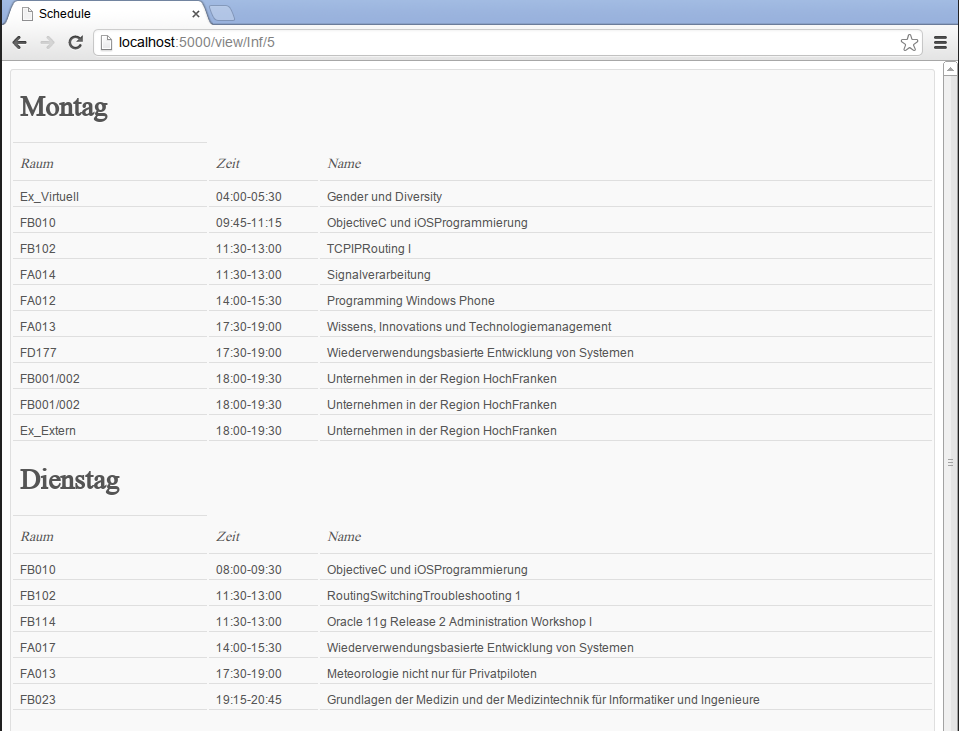 Schedule
localhost:5000/view/Inf/5
Montag
Raum Zeit Name
Ex_Virtuell 04:00-05:30 Gender und Diversity
FB010 09:45-11:15 ObjectiveC und iOSProgrammierung
FB102 11:30-13:00 TCPIPRouting I
FA014 11:30-13:00 Signalverarbeitung
FA012 14:00-15:30 Programming Windows Phone
FA013 17:30-19:00 Wissens, Innovations und Technologiemanagement
FD177 17:30-19:00 Wiederverwendungsbasierte Entwicklung von Systemen
FB001/002 18:00-19:30 Unternehmen in der Region HochFranken
FB001/002 18:00-19:30 Unternehmen in der Region HochFranken
Ex_Extern 18:00-19:30 Unternehmen in der Region HochFranken
Dienstag
Raum Zeit Name
FB010 08:00-09:30 ObjectiveC und iOSProgrammierung
FB102 11:30-13:00 RoutingSwitchingTroubleshooting 1
FB114 11:30-13:00 Oracle 11g Release 2 Administration Workshop I
FA017 14:00-15:30 Wiederverwendungsbasierte Entwicklung von Systemen
FA013 17:30-19:00 Meteorologie nicht nur für Privatpiloten
FB023 19:15-20:45 Grundlagen der Medizin und der Medizintechnik für Informatiker und Ingenieure